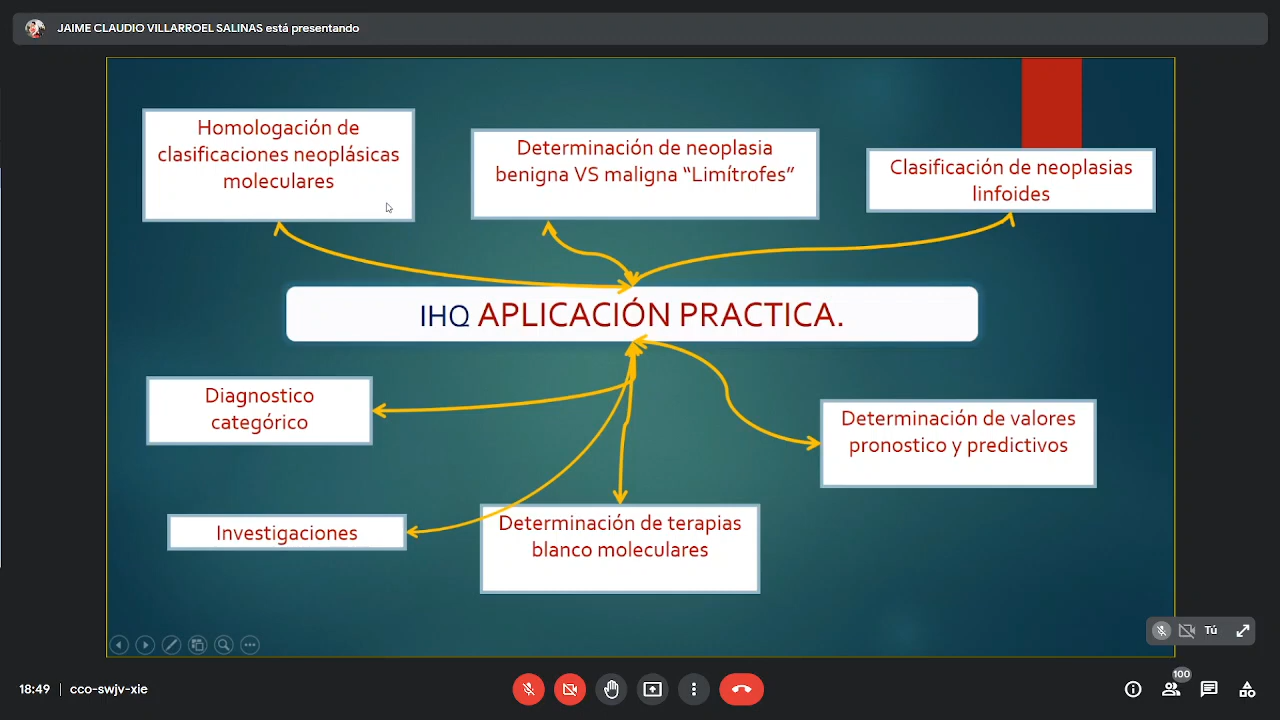 JAIME CLAUDIO VILLARROEL SALINAS está presentando
Homologación de
clasificaciones neoplásicas
moleculares
Determinación de neoplasia
benigna VS maligna “Limítrofes”
Clasificación de neoplasias
linfoides
IHQ APLICACIÓN PRACTICA.
Diagnostico
categórico
Determinación de valores
pronostico y predictivos
Investigaciones
Determinación de terapias
blanco moleculares
Tú
18:49 | cco-swjv-xie
100